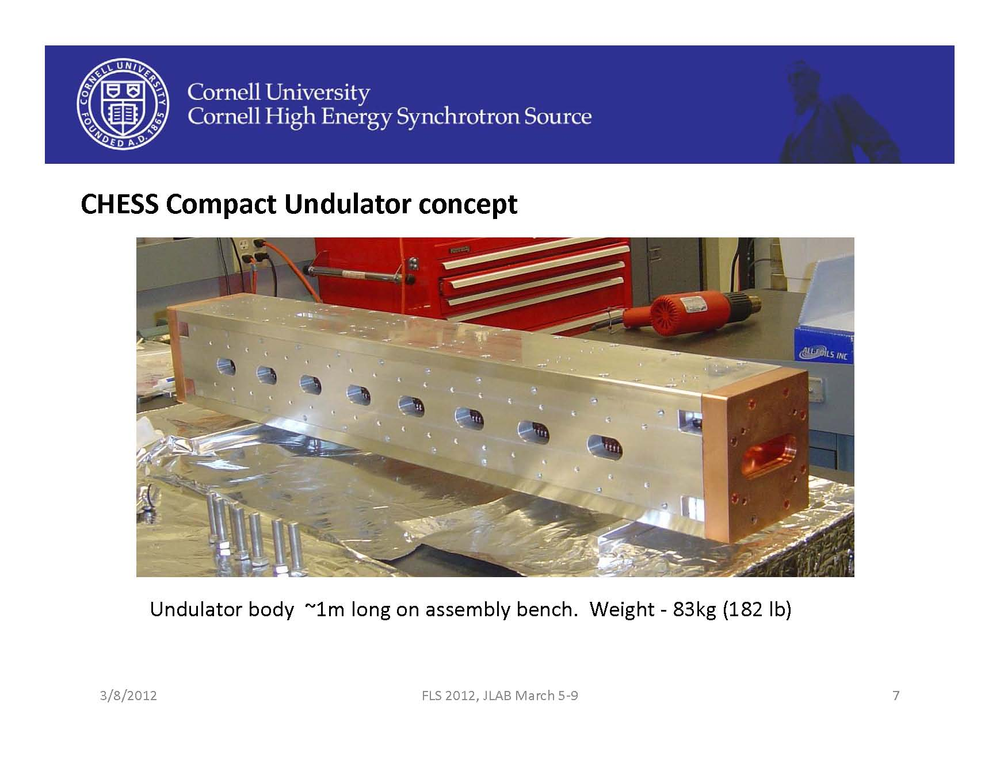 CORNELL UNIVERSITY
FOUNDED A.D. 1865
Cornell University
Cornell High Energy Synchrotron Source
CHESS Compact Undulator concept
Kennedy
ALL-FOILS INC
Undulator body ~1m long on assembly bench. Weight - 83kg (182 lb)
3/8/2012
FLS 2012, JLAB March 5-9
7